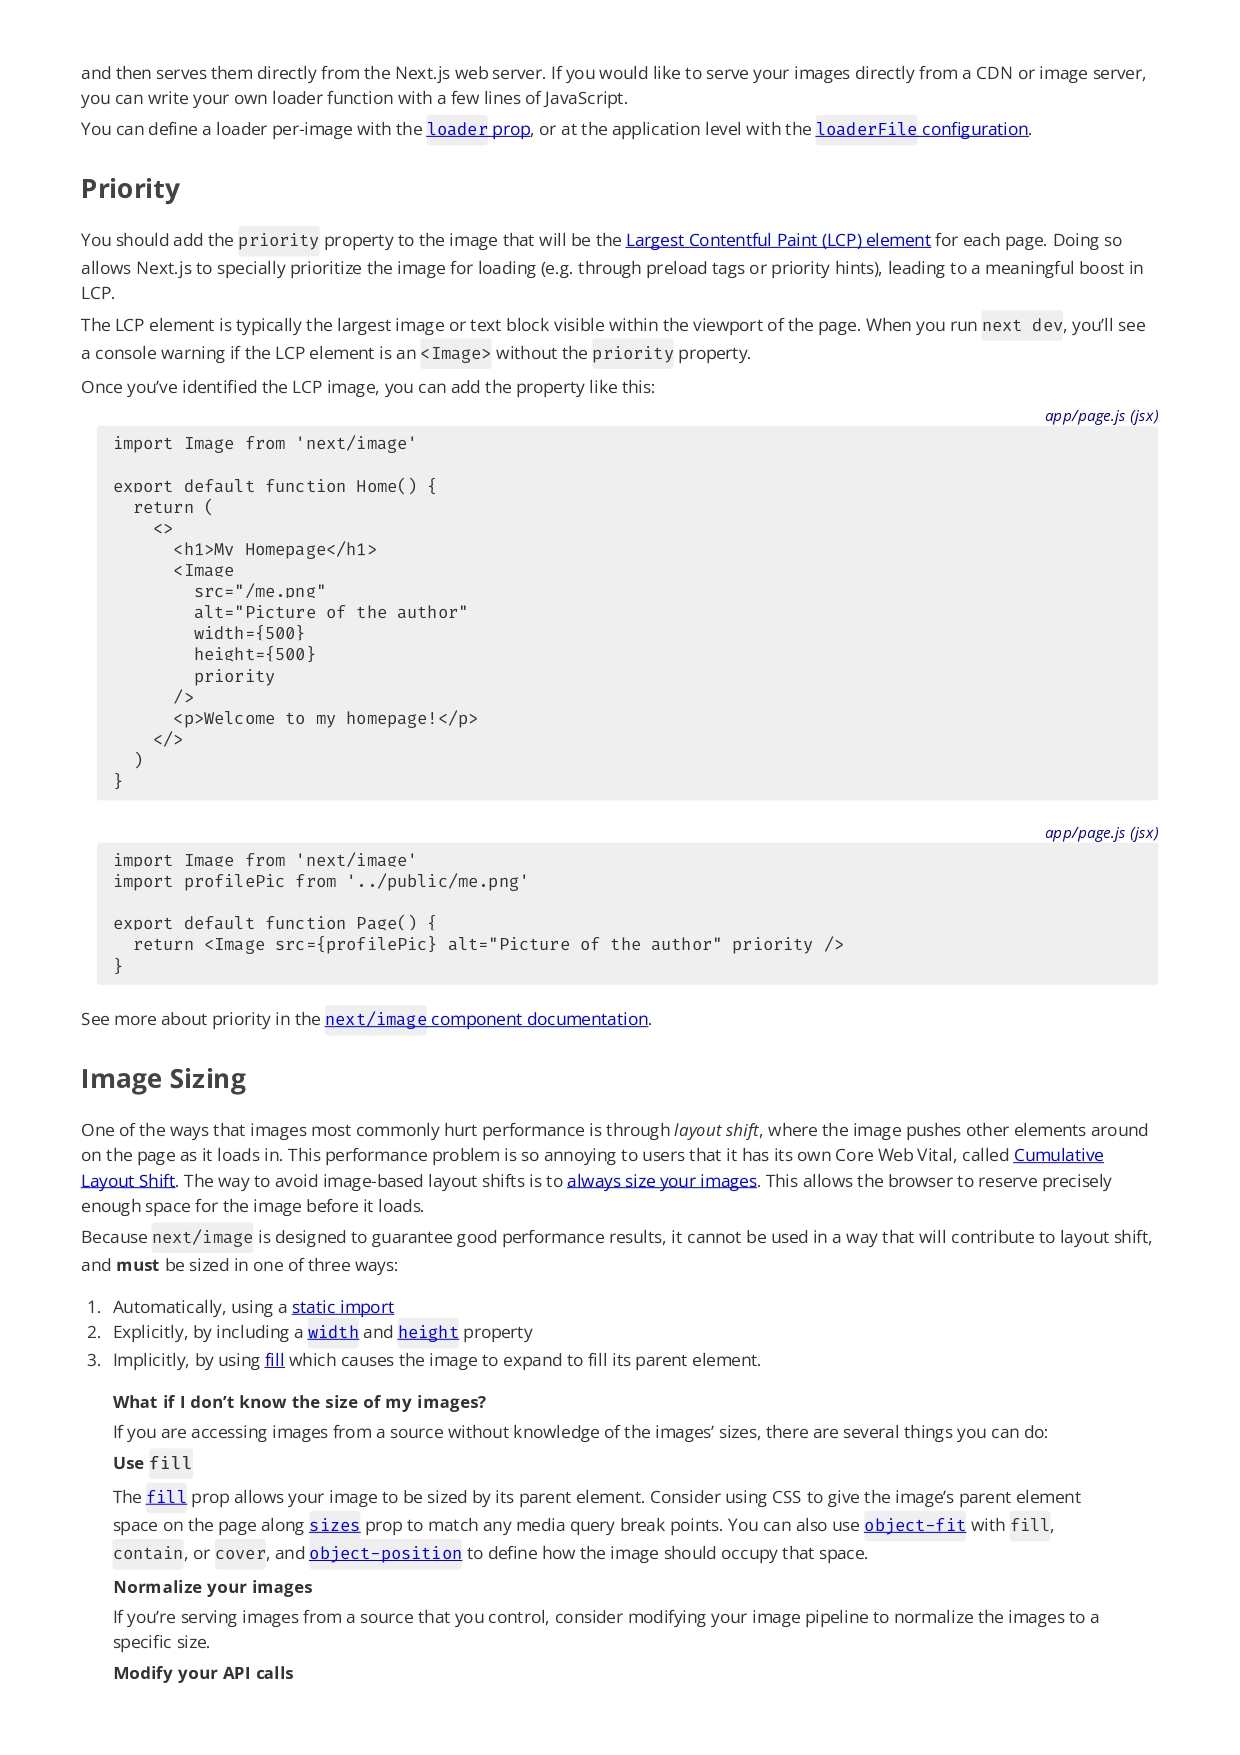 and then serves them directly from the Next.js web server. If you would like to serve your images directly from a CDN or image server,
you can write your own loader function with a few lines of JavaScript.
You can define a loader per-image with the loader prop, or at the application level with the loaderFile configuration.
Priority
You should add the priority property to the image that will be the Largest Contentful Paint (LCP) element for each page. Doing so
allows Next.js to specially prioritize the image for loading (e.g. through preload tags or priority hints), leading to a meaningful boost in
LCP.
The LCP element is typically the largest image or text block visible within the viewport of the page. When you run next dev, you’ll see
a console warning if the LCP element is an <Image> without the priority property.
Once you’ve identified the LCP image, you can add the property like this:
app/page.js (jsx)
import Image from 'next/image'
export default function Home() {
  return (
    <>
      <h1>My Homepage</h1>
      <Image
        src="/me.png"
        alt="Picture of the author"
        width={500}
        height={500}
        priority
      />
      <p>Welcome to my homepage!</p>
    </>
  )
}
app/page.js (jsx)
import Image from 'next/image'
import profilePic from '../public/me.png'
export default function Page() {
  return <Image src={profilePic} alt="Picture of the author" priority />
}
See more about priority in the next/image component documentation.
Image Sizing
One of the ways that images most commonly hurt performance is through layout shift, where the image pushes other elements around
on the page as it loads in. This performance problem is so annoying to users that it has its own Core Web Vital, called Cumulative
Layout Shift. The way to avoid image-based layout shifts is to always size your images. This allows the browser to reserve precisely
enough space for the image before it loads.
Because next/image is designed to guarantee good performance results, it cannot be used in a way that will contribute to layout shift,
and must be sized in one of three ways:
1. Automatically, using a static import
2. Explicitly, by including a width and height property
3. Implicitly, by using fill which causes the image to expand to fill its parent element.
What if I don’t know the size of my images?
If you are accessing images from a source without knowledge of the images’ sizes, there are several things you can do:
Use fill
The fill prop allows your image to be sized by its parent element. Consider using CSS to give the image’s parent element
space on the page along sizes prop to match any media query break points. You can also use object-fit with fill,
contain, or cover, and object-position to define how the image should occupy that space.
Normalize your images
If you’re serving images from a source that you control, consider modifying your image pipeline to normalize the images to a
specific size.
Modify your API calls